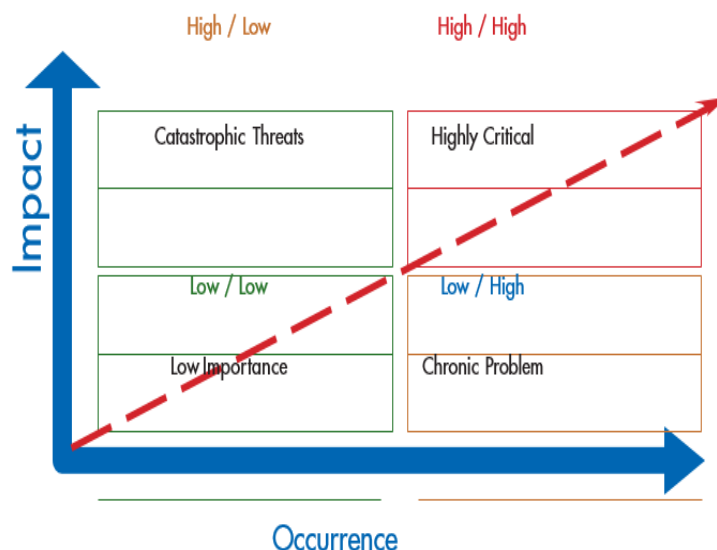 High / Low
High / High
Impact
Catastrophic Threats
Highly Critical
Low / Low
Low / High
Low Importance
Chronic Problem
Occurrence